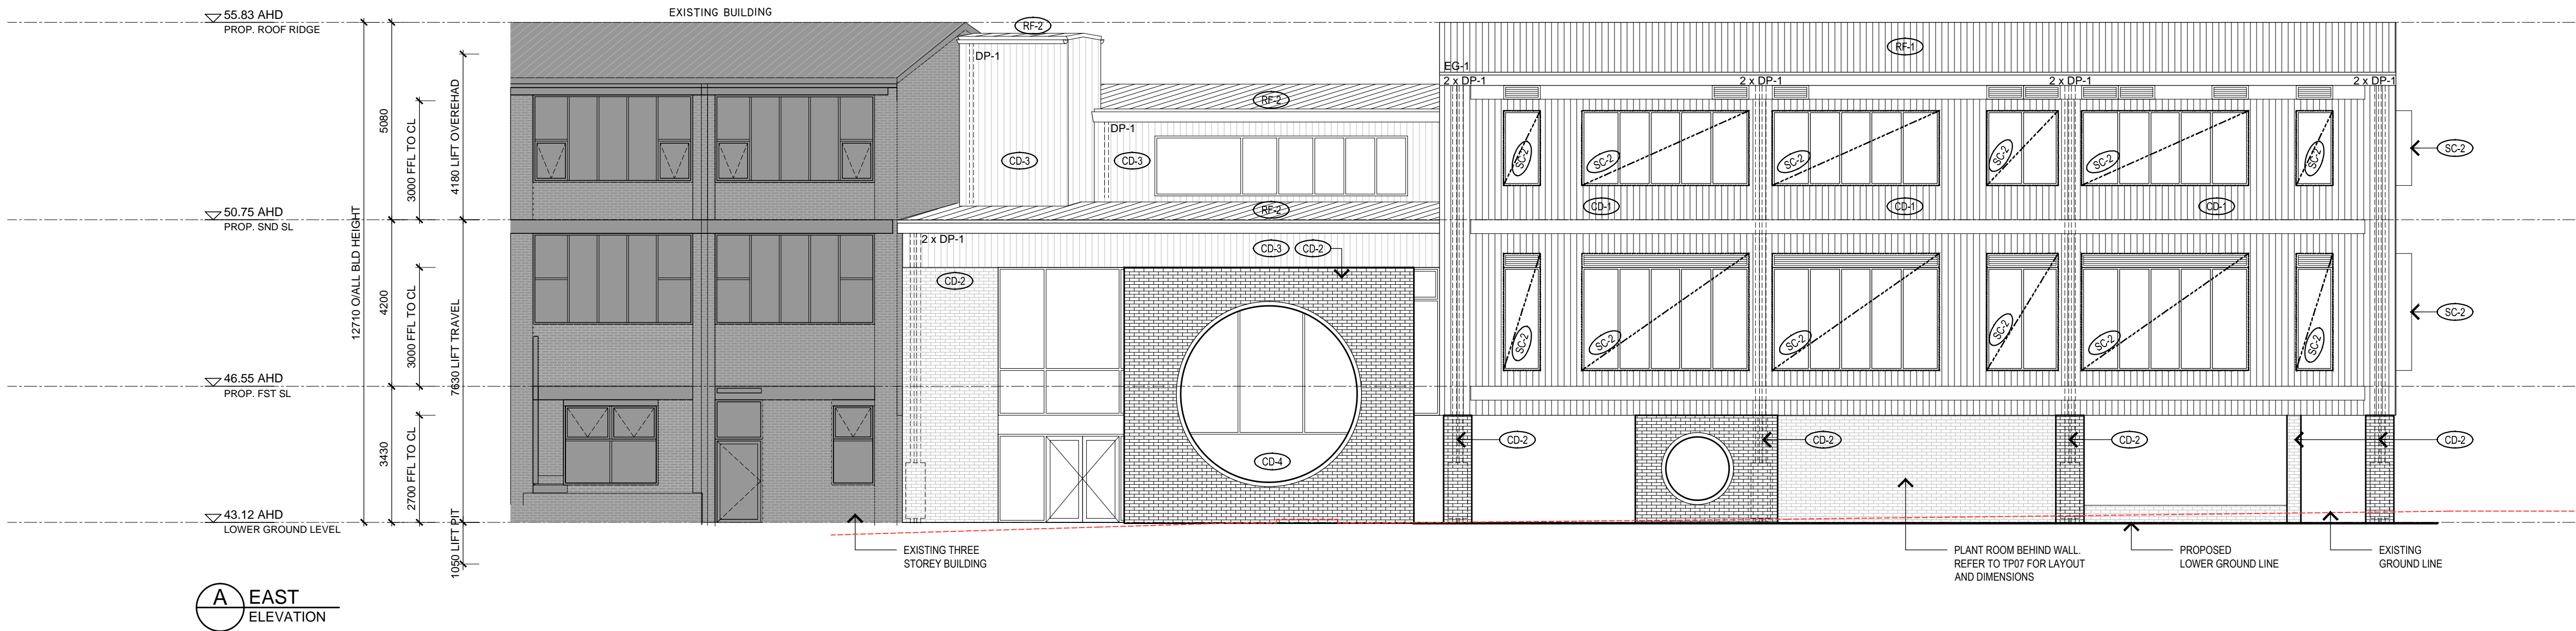 EXISTING BUILDING
55.83 AHD
PROP. ROOF RIDGE
RF-2
RF-1
DP-1
EG-1
2 x DP-1
2 x DP-1
2 x DP-1
2 x DP-1
RF-2
DP-1
CD-3
CD-3
5080
3000 FFL TO CL
4180 LIFT OVEREHAD
SC-2
SC-2
SC-2
SC-2
SC-2
SC-2
SC-2
50.75 AHD
PROP. SND SL
RF-2
CD-1
CD-1
CD-1
12710 O/ALL BLD HEIGHT
2 x DP-1
CD-3
CD-2
CD-2
4200
3000 FFL TO CL
7630 LIFT TRAVEL
SC-2
SC-2
SC-2
SC-2
SC-2
SC-2
SC-2
46.55 AHD
PROP. FST SL
3430
2700 FFL TO CL
CD-4
CD-2
CD-2
CD-2
CD-2
43.12 AHD
LOWER GROUND LEVEL
1050 LIFT PIT
EXISTING THREE
STOREY BUILDING
PLANT ROOM BEHIND WALL.
REFER TO TP07 FOR LAYOUT
AND DIMENSIONS
PROPOSED
LOWER GROUND LINE
EXISTING
GROUND LINE
A
EAST
ELEVATION